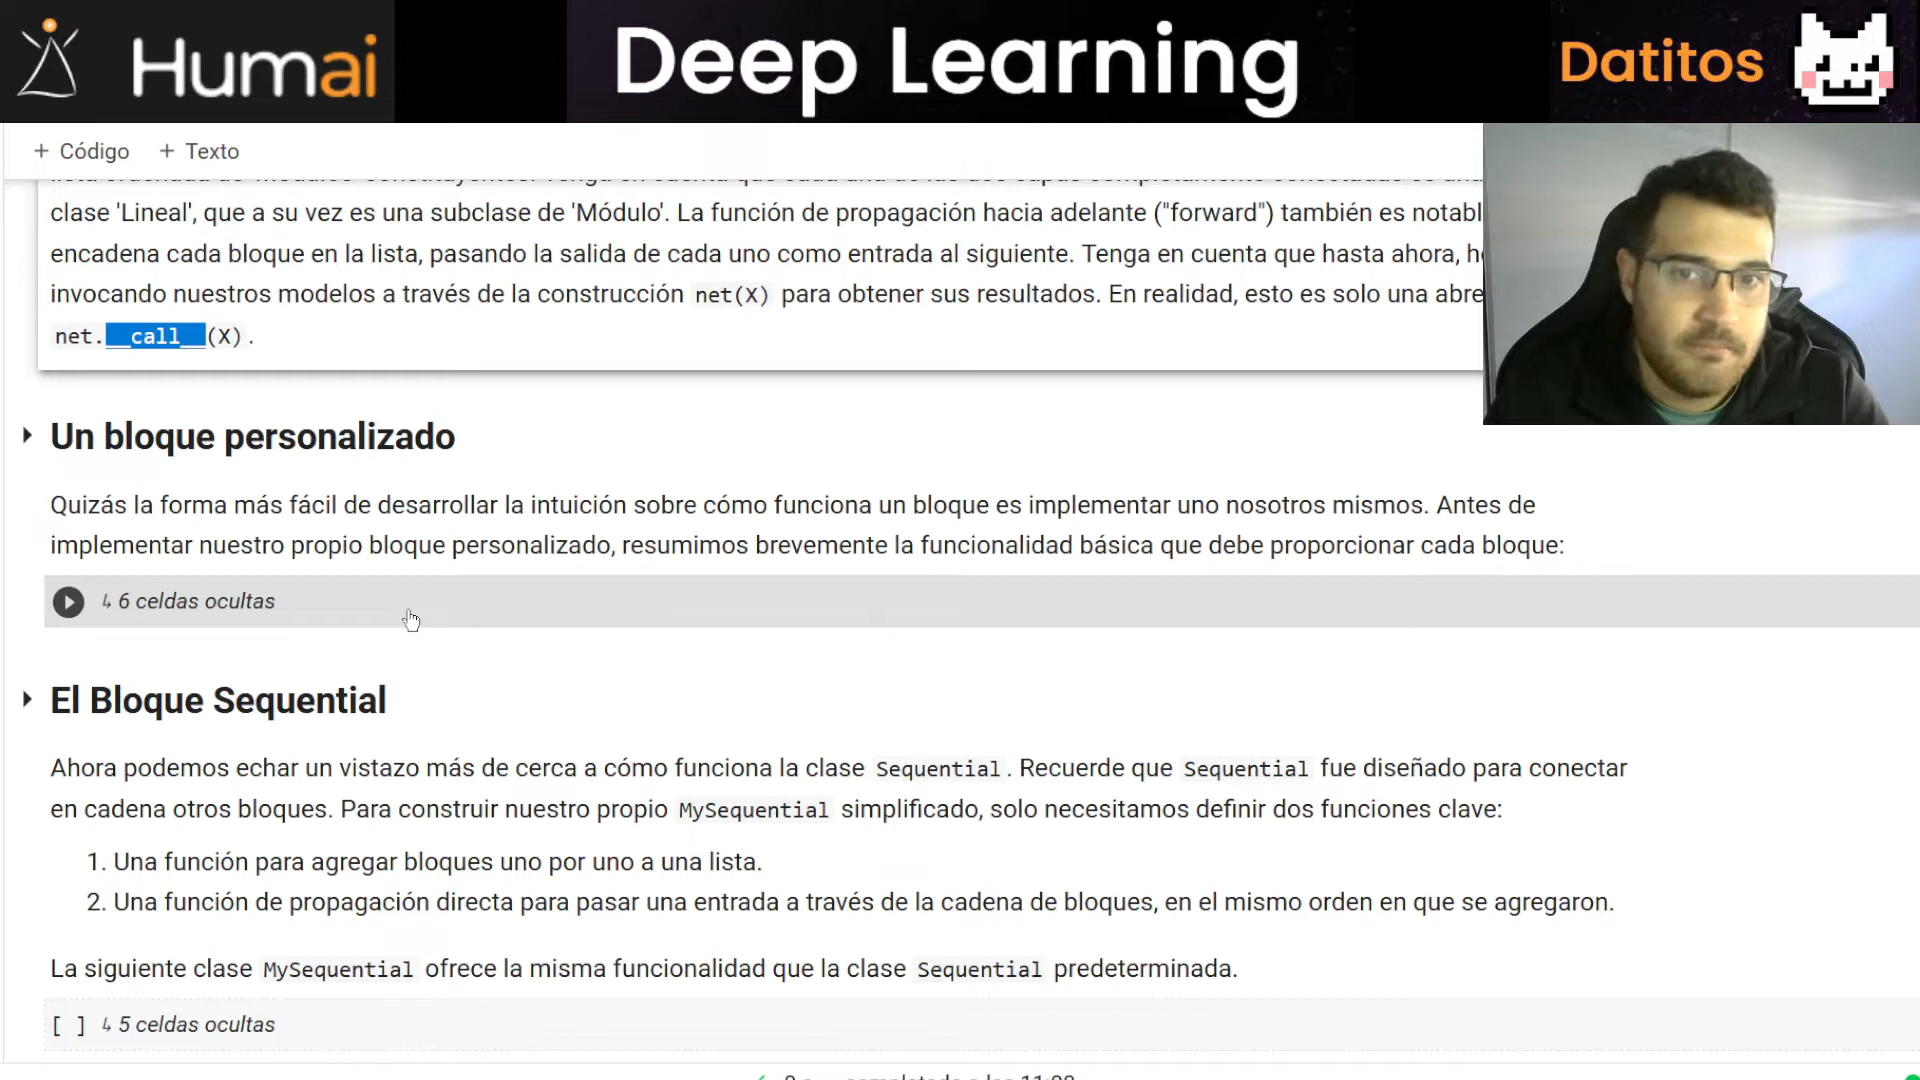 Humai
Deep Learning
Datitos
+ Código + Texto
clase 'Lineal', que a su vez es una subclase de 'Módulo'. La función de propagación hacia adelante ("forward") también es notabl
encadena cada bloque en la lista, pasando la salida de cada uno como entrada al siguiente. Tenga en cuenta que hasta ahora, h
invocando nuestros modelos a través de la construcción net(X) para obtener sus resultados. En realidad, esto es solo una abre
net.__call__(X).
Un bloque personalizado
Quizás la forma más fácil de desarrollar la intuición sobre cómo funciona un bloque es implementar uno nosotros mismos. Antes de
implementar nuestro propio bloque personalizado, resumimos brevemente la funcionalidad básica que debe proporcionar cada bloque:
↳ 6 celdas ocultas
El Bloque Sequential
Ahora podemos echar un vistazo más de cerca a cómo funciona la clase Sequential. Recuerde que Sequential fue diseñado para conectar
en cadena otros bloques. Para construir nuestro propio MySequential simplificado, solo necesitamos definir dos funciones clave:
1. Una función para agregar bloques uno por uno a una lista.
2. Una función de propagación directa para pasar una entrada a través de la cadena de bloques, en el mismo orden en que se agregaron.
La siguiente clase MySequential ofrece la misma funcionalidad que la clase Sequential predeterminada.
[ ] ↳ 5 celdas ocultas